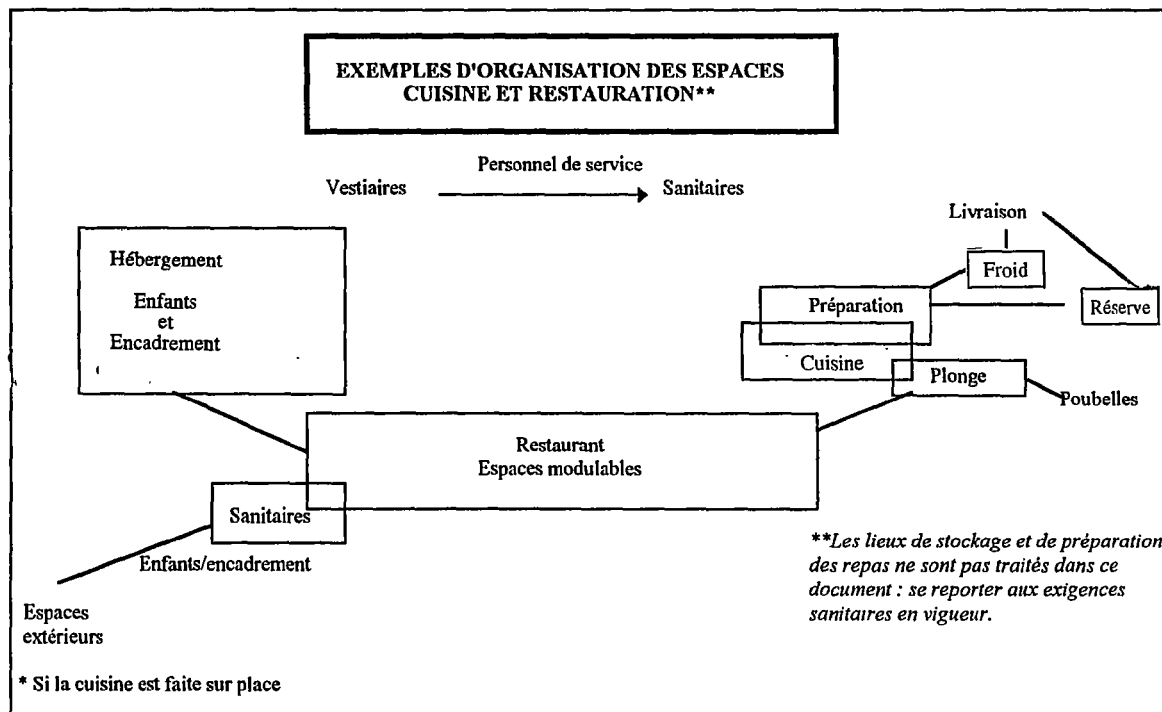 EXEMPLES D'ORGANISATION DES ESPACES
CUISINE ET RESTAURATION**
Personnel de service
Vestiaires
Sanitaires
Livraison
Hébergement
Froid
Enfants
et
Encadrement
Préparation
Réserve
Cuisine
Plonge
Poubelles
Restaurant
Espaces modulables
Sanitaires
Enfants/encadrement
Espaces
extérieurs
**Les lieux de stockage et de préparation
des repas ne sont pas traités dans ce
document : se reporter aux exigences
sanitaires en vigueur.
* Si la cuisine est faite sur place